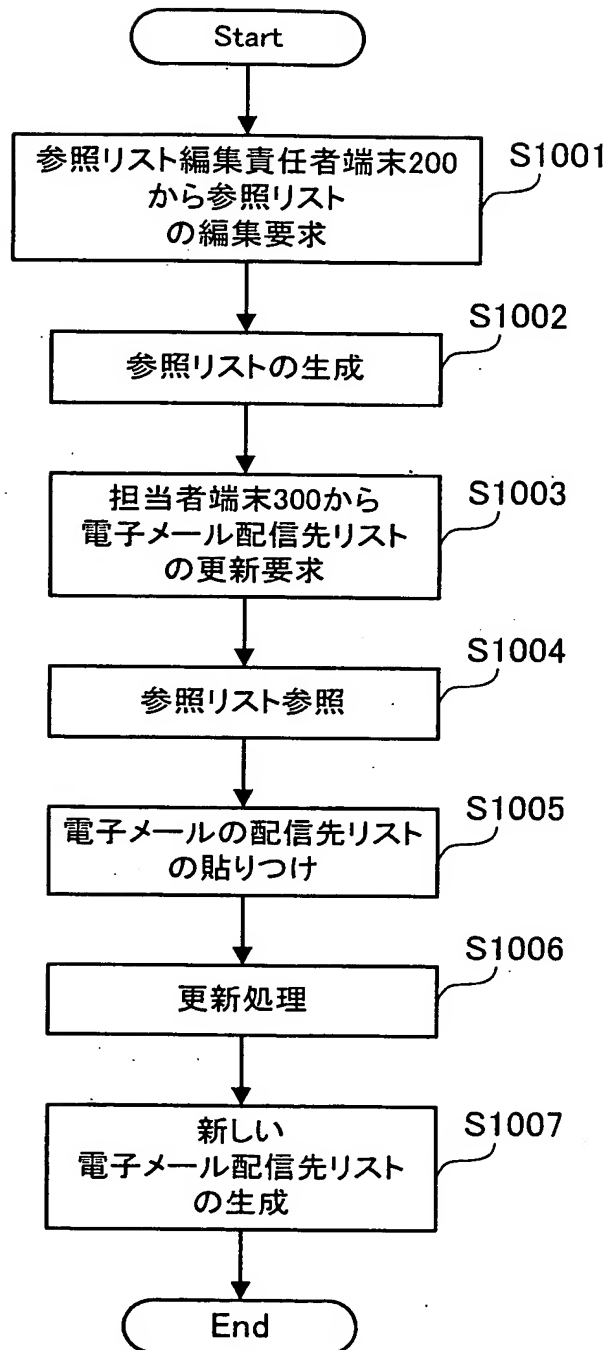 Start
参照リスト編集責任者端末200
から参照リスト
の編集要求
S1001
参照リストの生成
S1002
担当者端末300から
電子メール配信先リスト
の更新要求
S1003
参照リスト参照
S1004
電子メールの配信先リスト
の貼りつけ
S1005
更新処理
S1006
新しい
電子メール配信先リスト
の生成
S1007
End